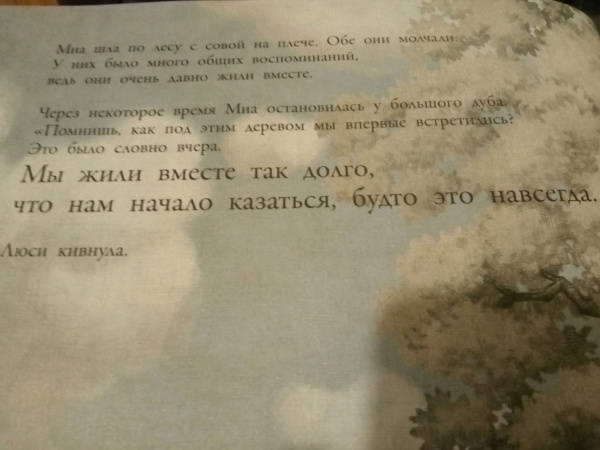 Миа шла по лесу с совой на плече. Обе они молчали.
У них было много общих воспоминаний,
ведь они очень давно жили вместе.
Через некоторое время Миа остановилась у большого дуба.
«Помнишь, как под этим деревом мы впервые встретились?
Это было словно вчера.
Мы жили вместе так долго,
что нам начало казаться, будто это навсегда.
Люси кивнула.